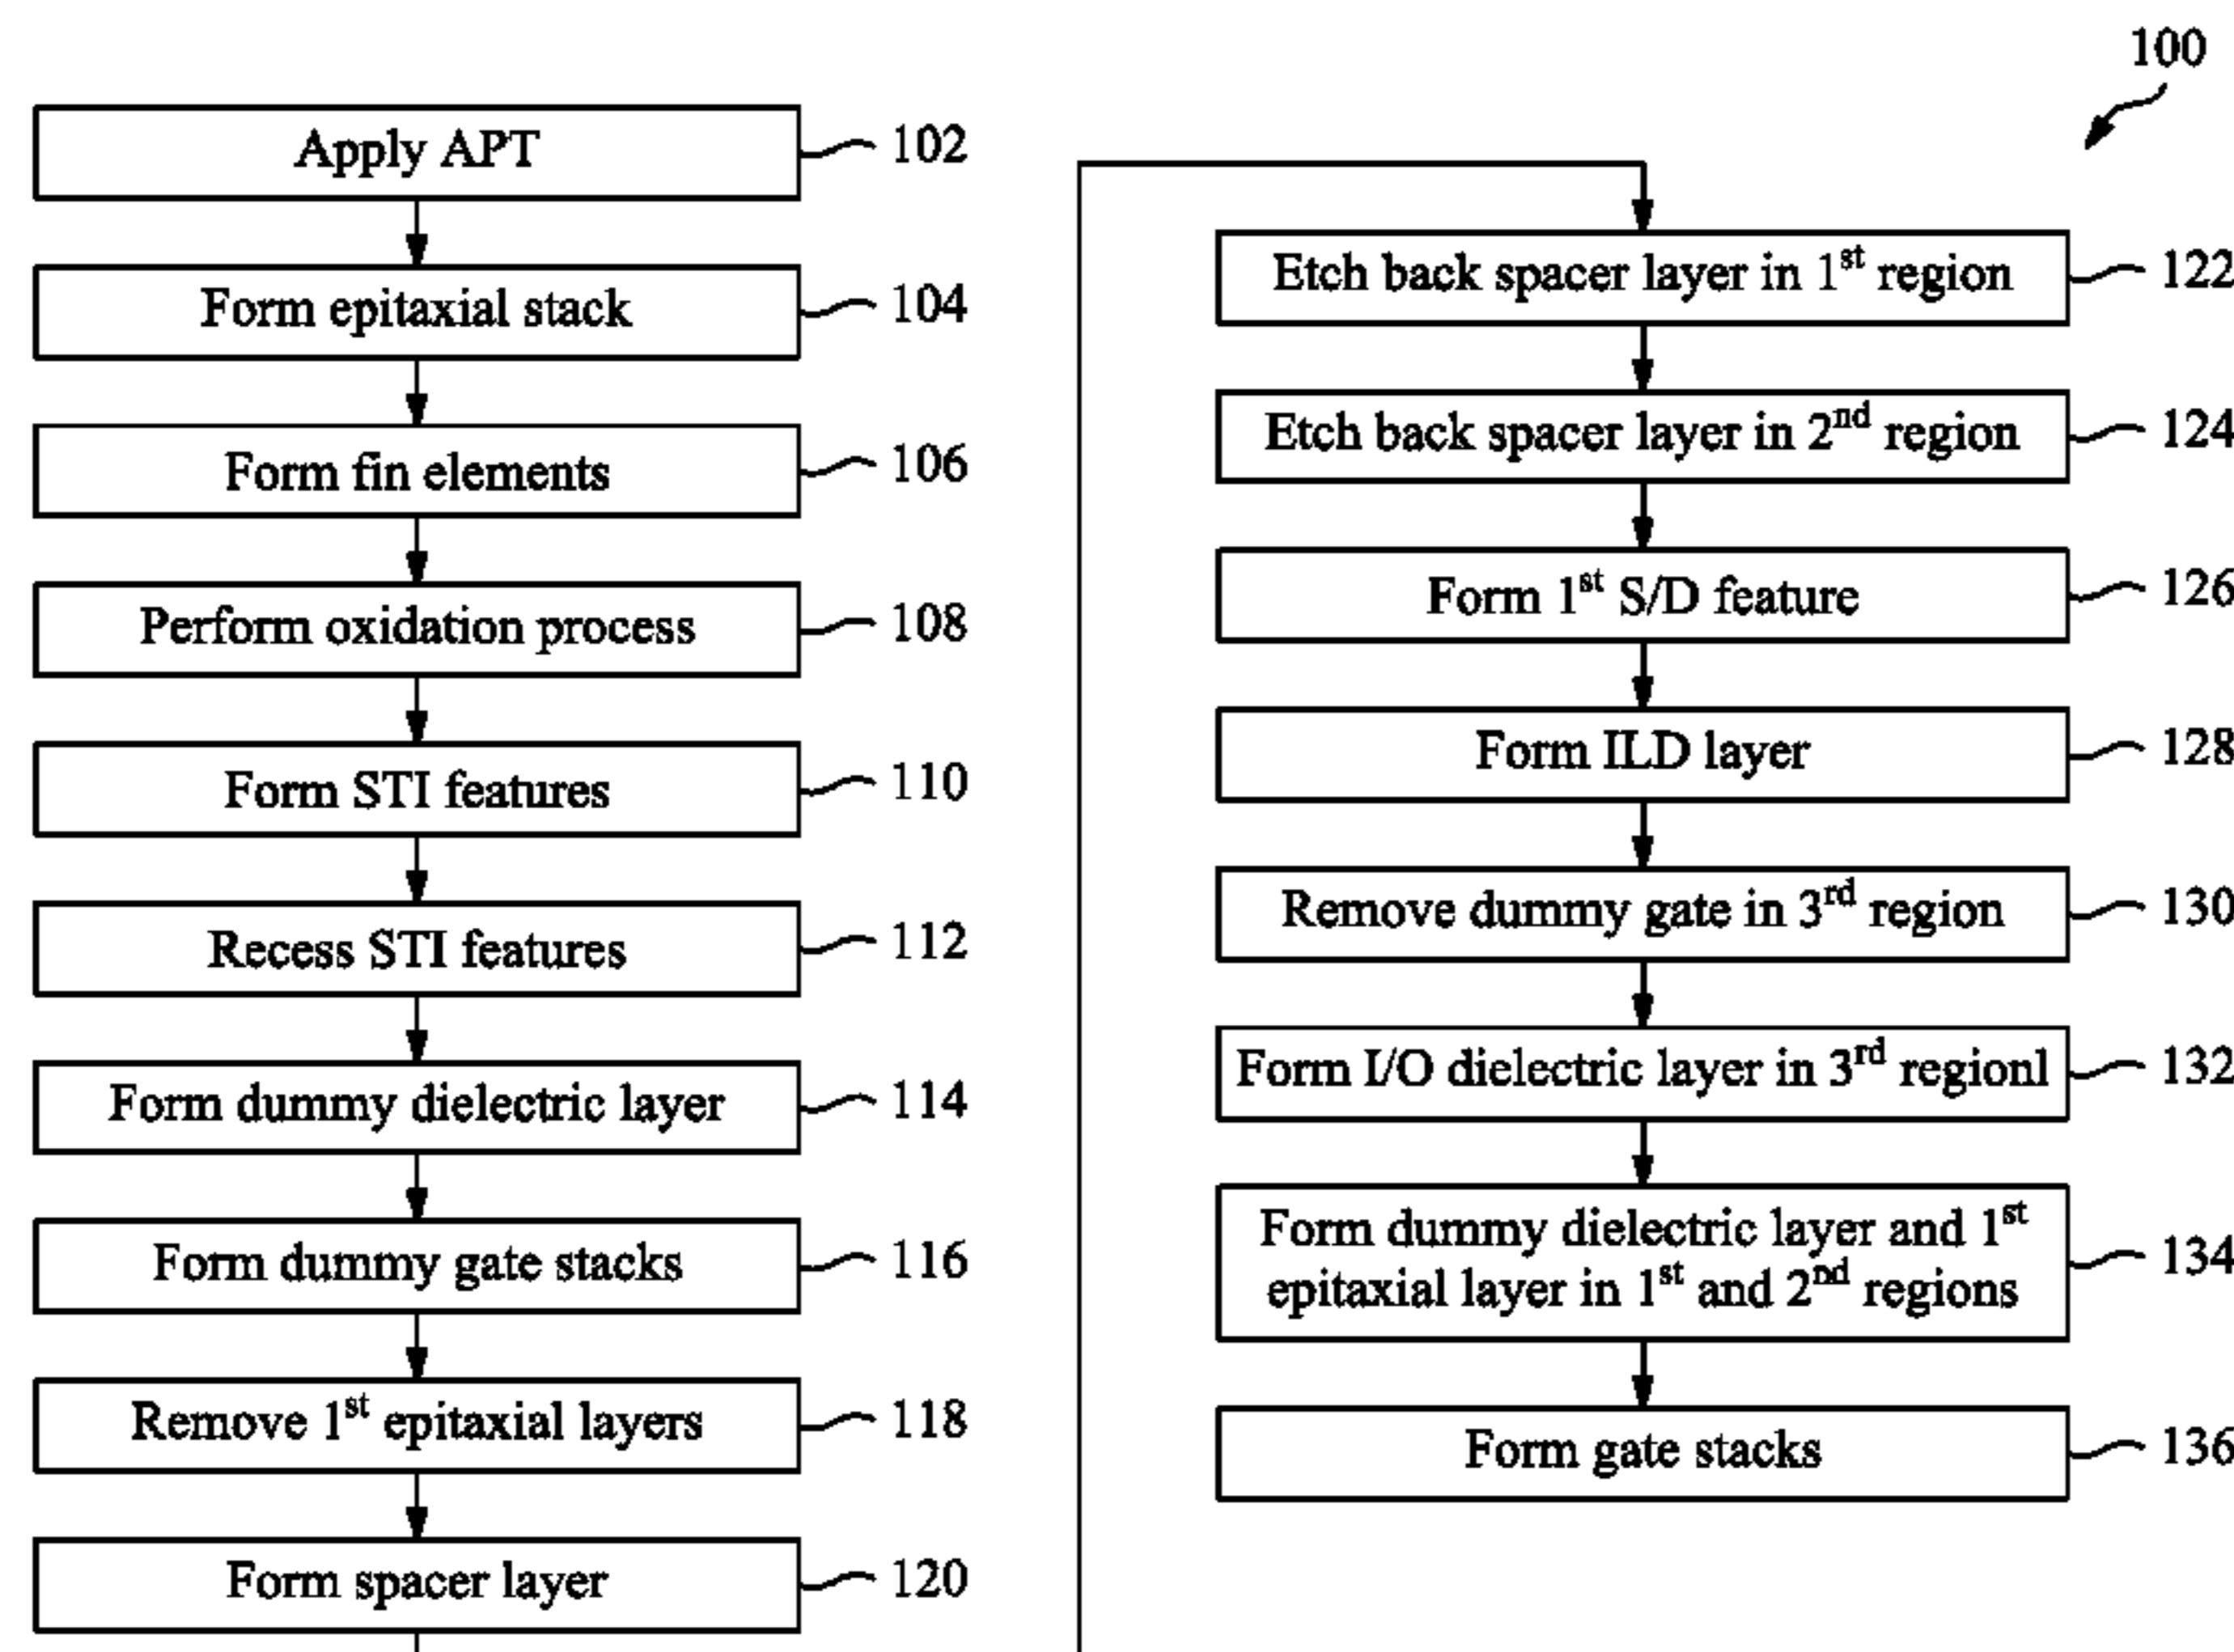 100
Apply APT 102
Form epitaxial stack 104
Form fin elements 106
Perform oxidation process 108
Form STI features 110
Recess STI features 112
Form dummy dielectric layer 114
Form dummy gate stacks 116
Remove 1st epitaxial layers 118
Form spacer layer 120
Etch back spacer layer in 1st region 122
Etch back spacer layer in 2nd region 124
Form 1st S/D feature 126
Form ILD layer 128
Remove dummy gate in 3rd region 130
Form I/O dielectric layer in 3rd regionl 132
Form dummy dielectric layer and 1st
epitaxial layer in 1st and 2nd regions 134
Form gate stacks 136